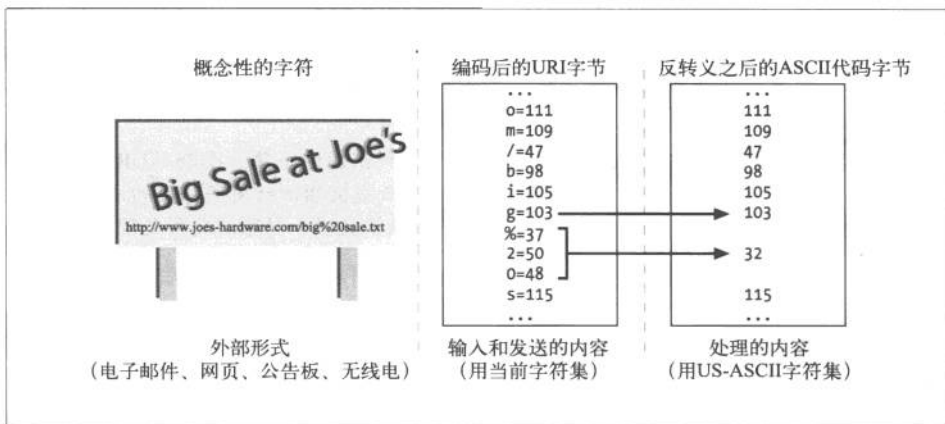 概念性的字符
Big Sale at Joe's
http://www.joes-hardware.com/big%20sale.txt
外部形式
（电子邮件、网页、公告板、无线电）
编码后的URI字节
...
o=111
m=109
/=47
b=98
i=105
g=103
%=37
2=50
0=48
s=115
...
输入和发送的内容
（用当前字符集）
反转义之后的ASCII代码字节
...
111
109
47
98
105
103
32
115
...
处理的内容
（用US-ASCII字符集）